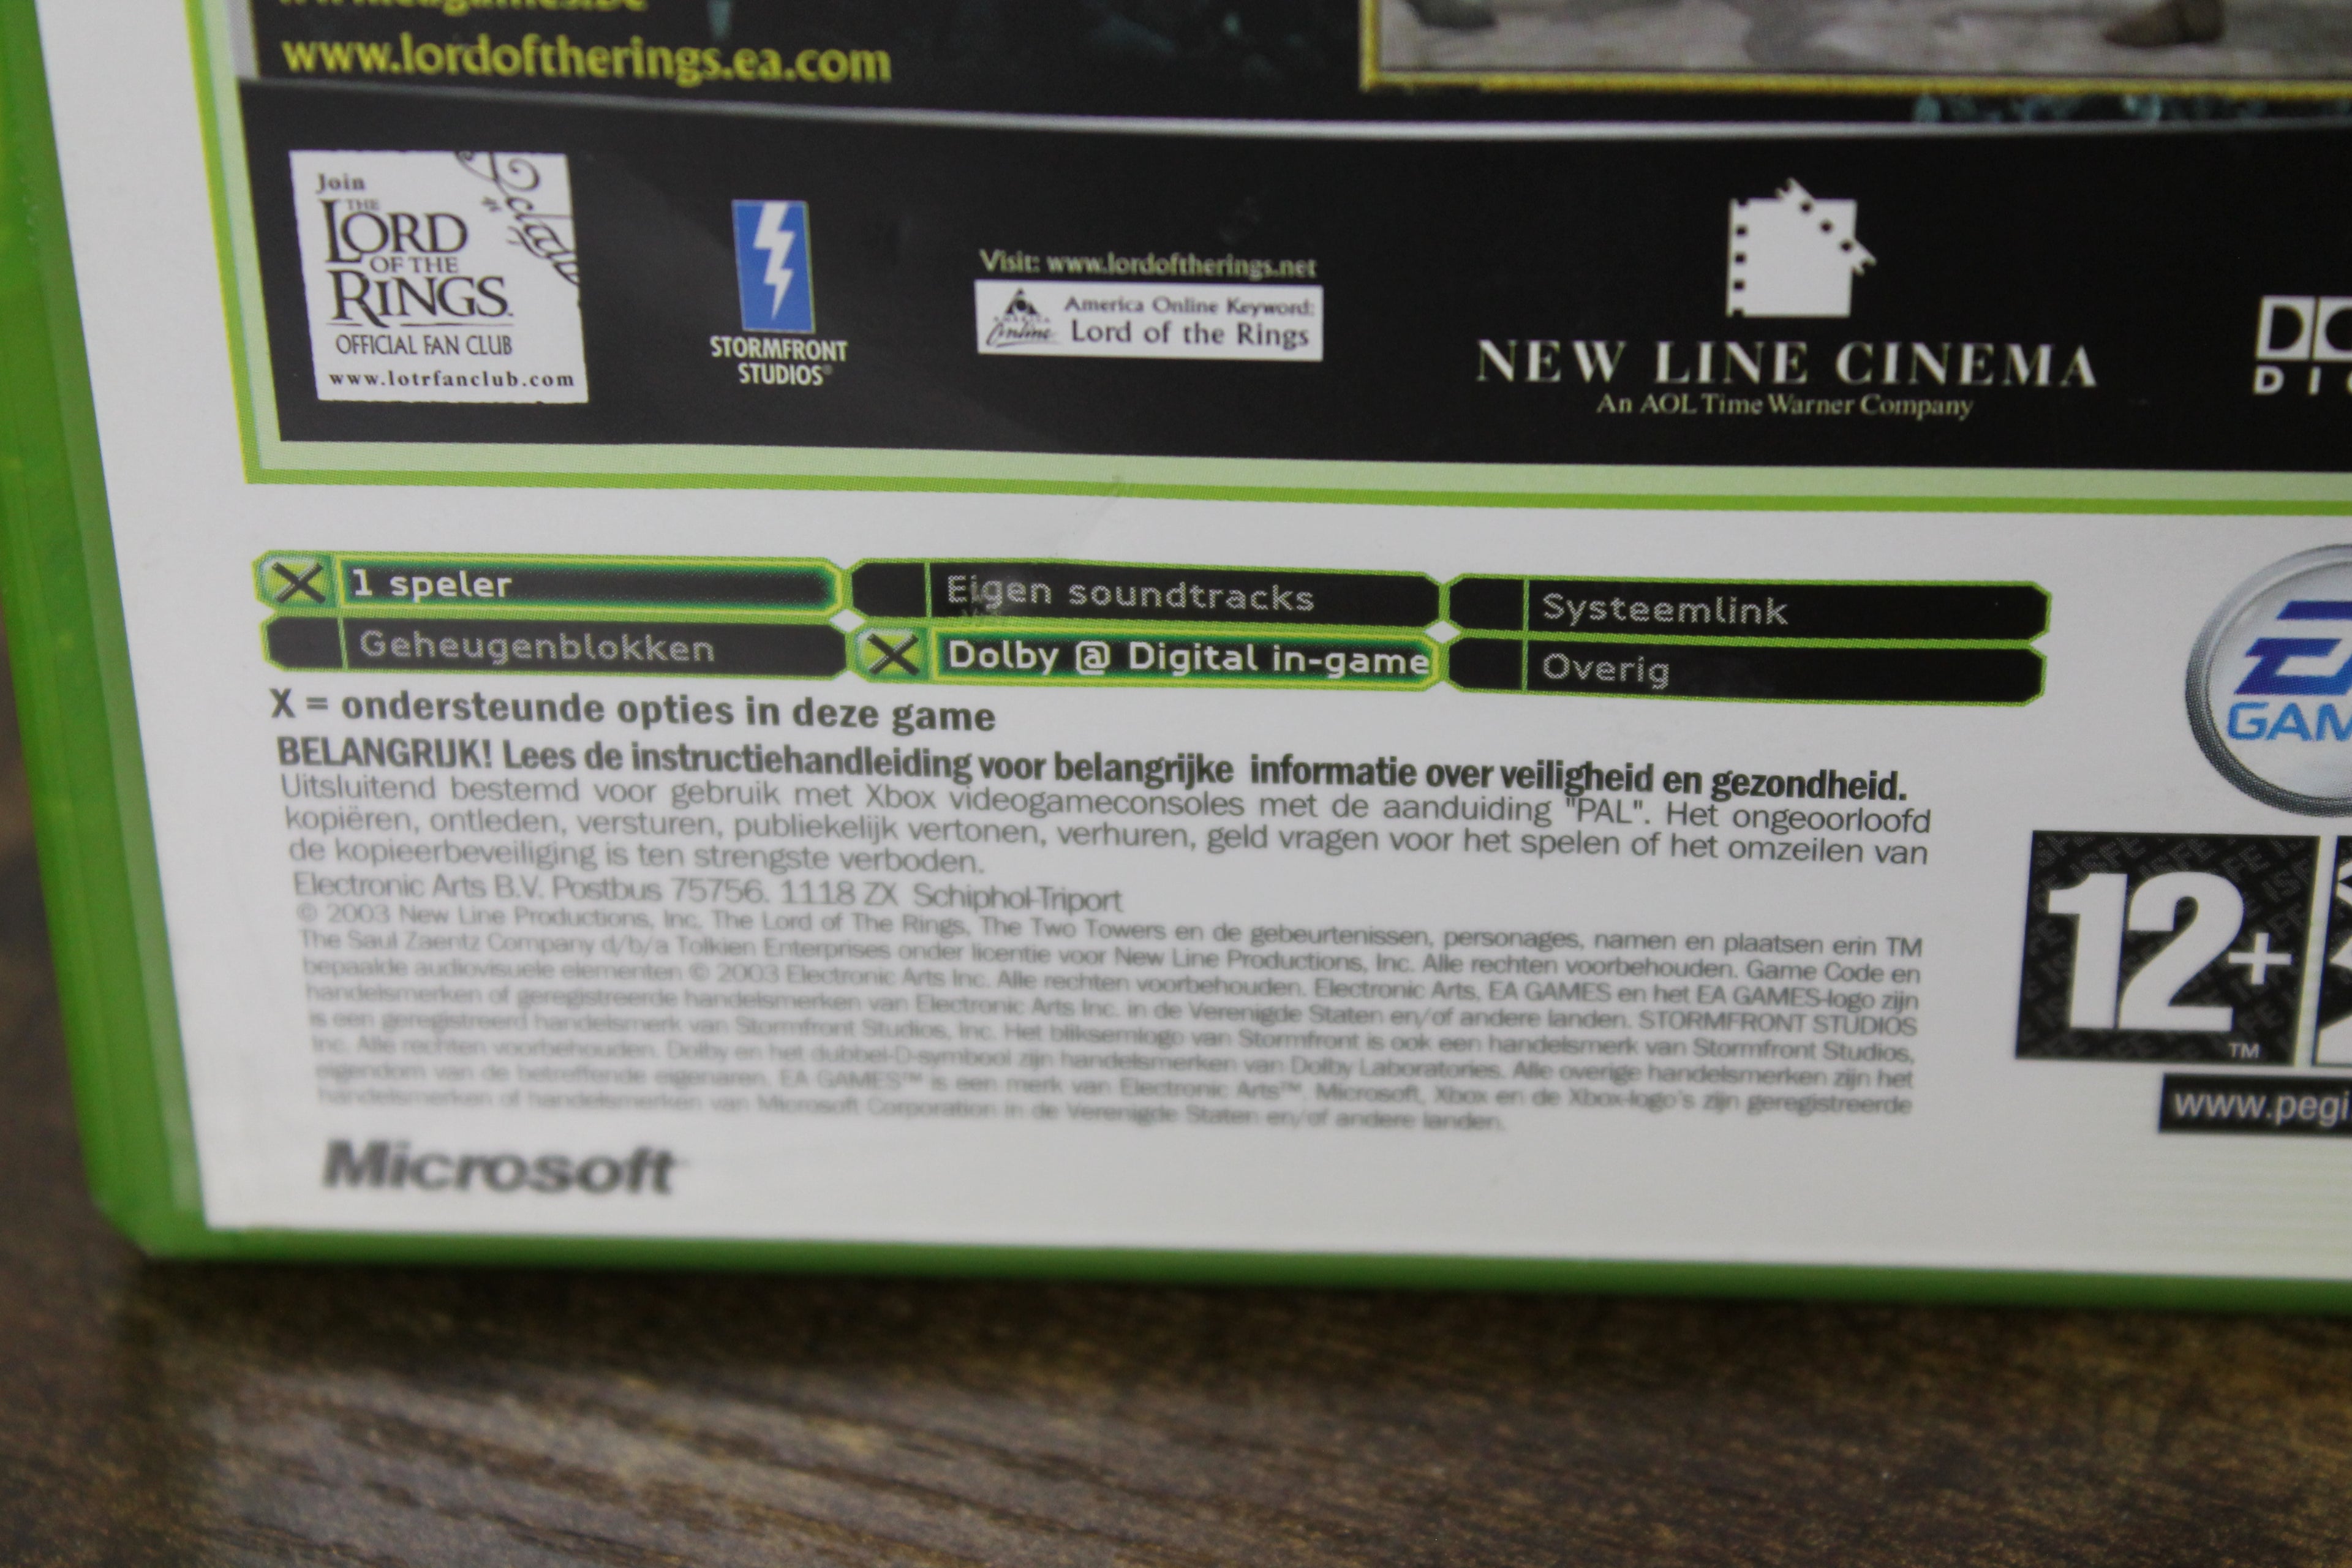 www.lordoftherings.ea.com
Join
THE
LORD
OF THE
RINGS
OFFICIAL FAN CLUB
www.lotrfanclub.com
STORMFRONT
STUDIOS®
Visit: www.lordoftherings.net
America Online Keyword:
Lord of the Rings
AMERICA
Online
NEW LINE CINEMA
An AOL Time Warner Company
1 speler
Eigen soundtracks
Systeemlink
Geheugenblokken
Dolby @ Digital in-game
Overig
X = ondersteunde opties in deze game
BELANGRIJK! Lees de instructiehandleiding voor belangrijke informatie over veiligheid en gezondheid.
Uitsluitend bestemd voor gebruik met Xbox videogameconsoles met de aanduiding "PAL". Het ongeoorloofd
kopiëren, ontleden, versturen, publiekelijk vertonen, verhuren, geld vragen voor het spelen of het omzeilen van
de kopieerbeveiliging is ten strengste verboden.
Electronic Arts B.V. Postbus 75756. 1118 ZX Schiphol-Triport
© 2003 New Line Productions, Inc. The Lord of The Rings, The Two Towers en de gebeurtenissen, personages, namen en plaatsen erin TM
The Saul Zaentz Company d/b/a Tolkien Enterprises onder licentie voor New Line Productions, Inc. Alle rechten voorbehouden. Game Code en
bepaalde audiovisuele elementen © 2003 Electronic Arts Inc. Alle rechten voorbehouden. Electronic Arts, EA GAMES en het EA GAMES-logo zijn
handelsmerken of geregistreerde handelsmerken van Electronic Arts Inc. in de Verenigde Staten en/of andere landen. STORMFRONT STUDIOS
is een geregistreerd handelsmerk van Stormfront Studios, Inc. Het bliksemlogo van Stormfront is ook een handelsmerk van Stormfront Studios,
Inc. Alle rechten voorbehouden. Dolby en het dubbel-D-symbool zijn handelsmerken van Dolby Laboratories. Alle overige handelsmerken zijn het
eigendom van de betreffende eigenaren. EA GAMES™ is een merk van Electronic Arts™. Microsoft, Xbox en de Xbox-logo's zijn geregistreerde
handelsmerken of handelsmerken van Microsoft Corporation in de Verenigde Staten en/of andere landen.
Microsoft
EA
GAM
12+
TM
www.pegi